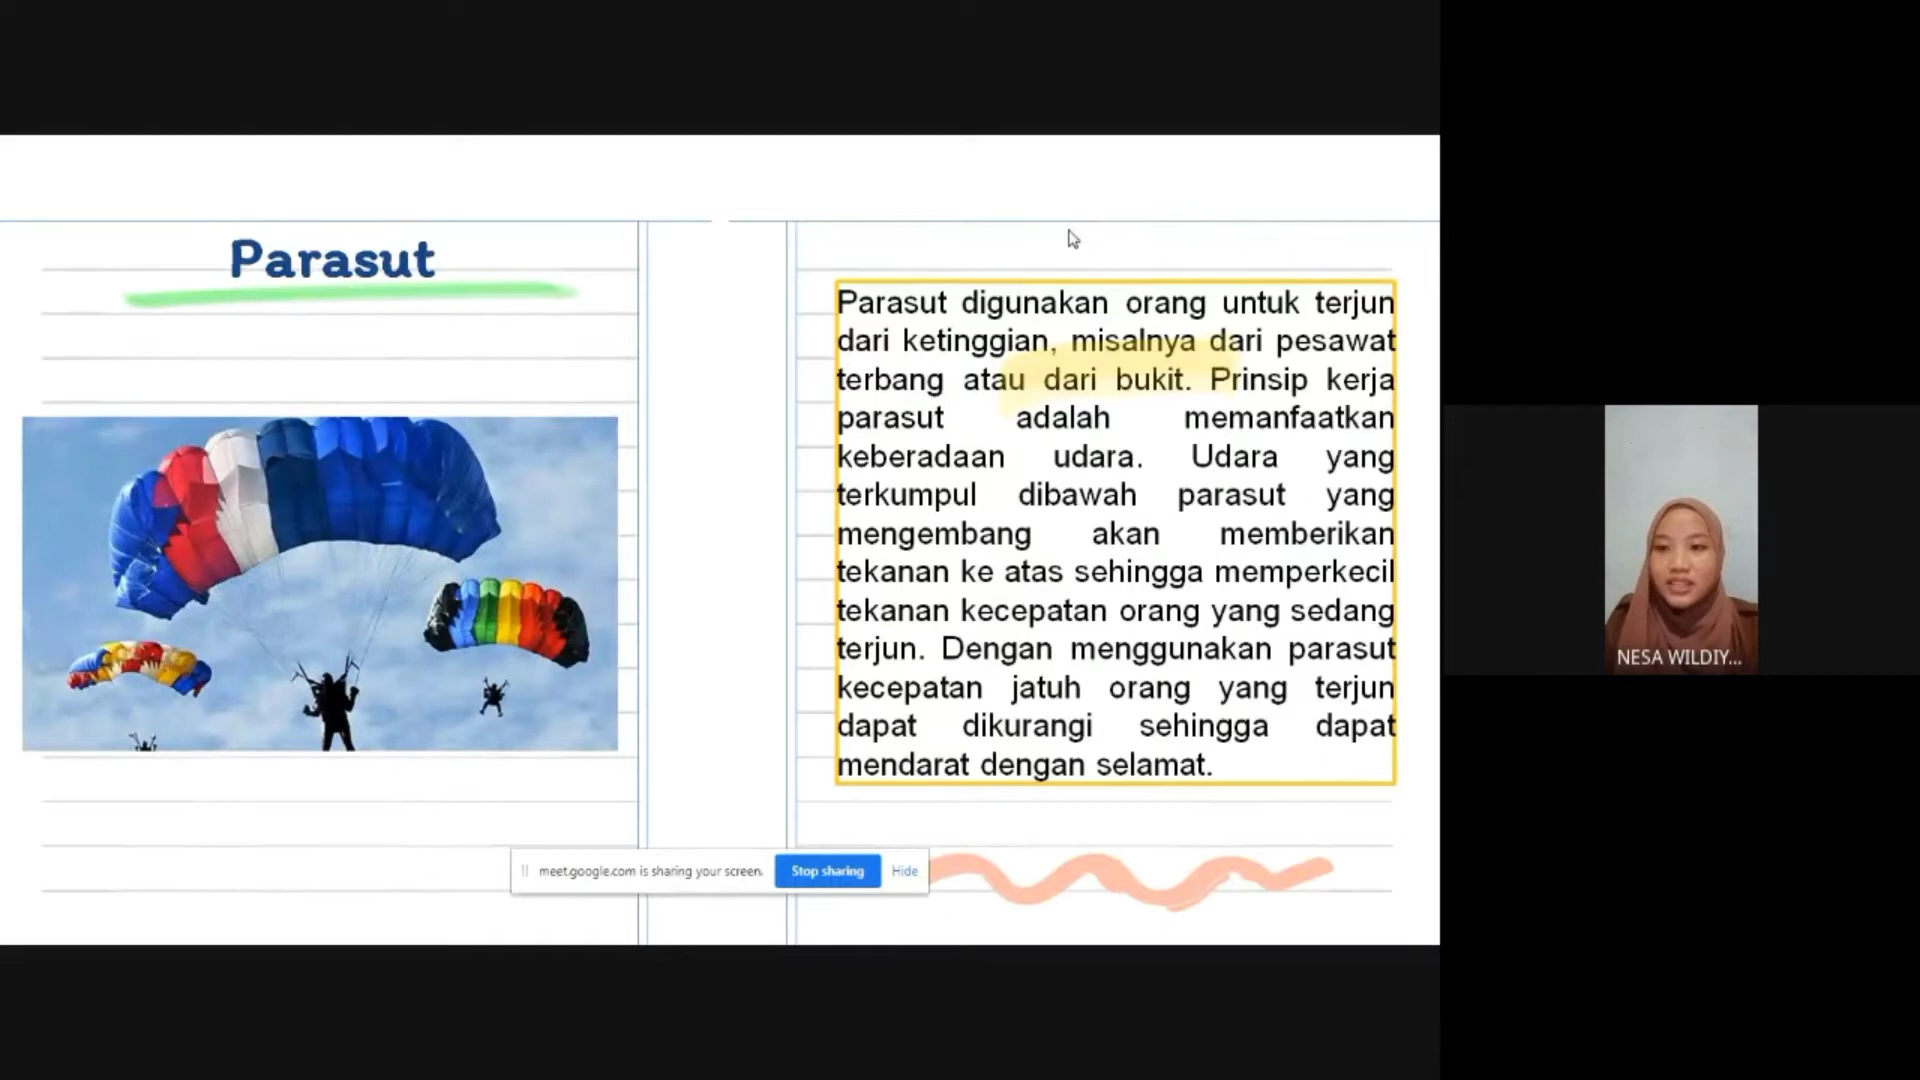 Parasut
Parasut digunakan orang untuk terjun
dari ketinggian, misalnya dari pesawat
terbang atau dari bukit. Prinsip kerja
parasut adalah memanfaatkan
keberadaan udara. Udara yang
terkumpul dibawah parasut yang
mengembang akan memberikan
tekanan ke atas sehingga memperkecil
tekanan kecepatan orang yang sedang
terjun. Dengan menggunakan parasut
kecepatan jatuh orang yang terjun
dapat dikurangi sehingga dapat
mendarat dengan selamat.
meet.google.com is sharing your screen. Stop sharing Hide
NESA WILDIY...